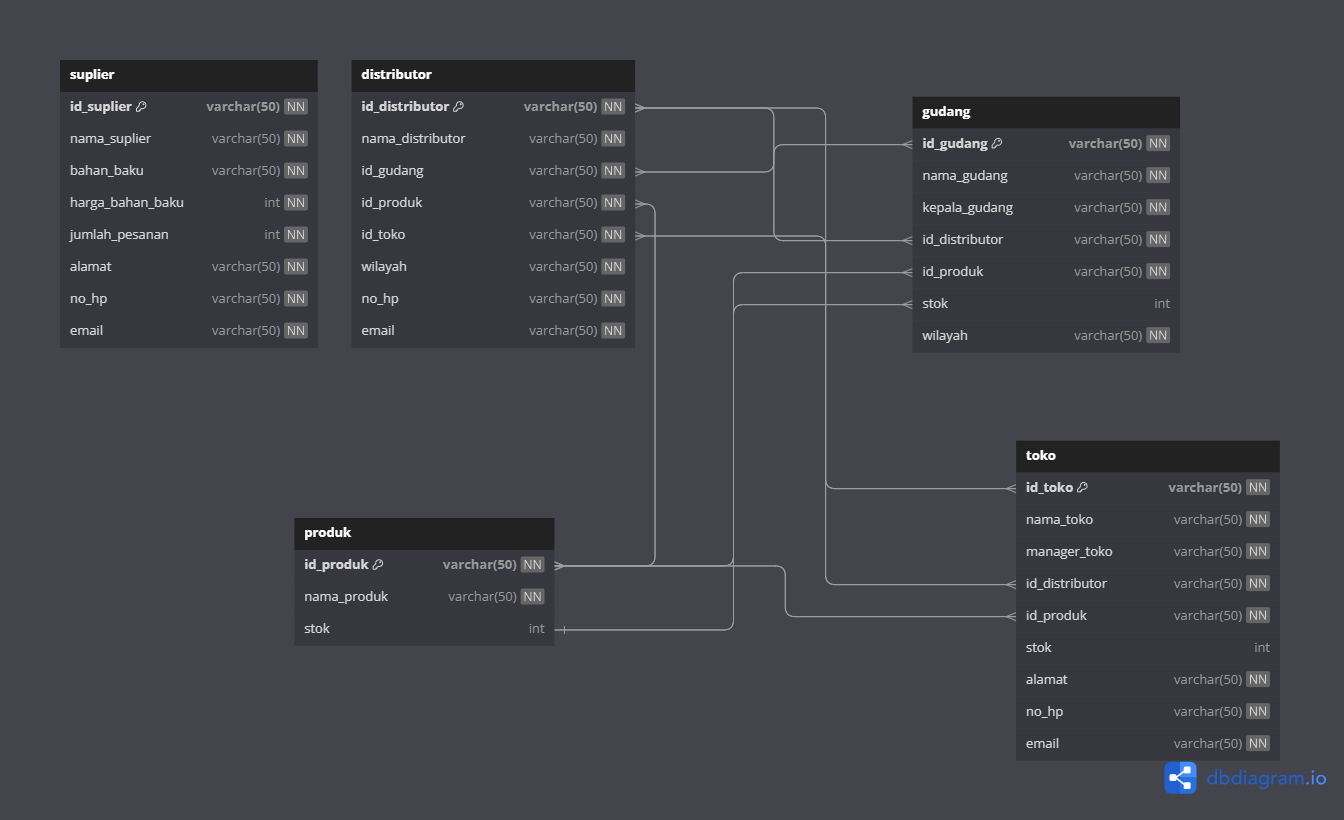 suplier
id_suplier varchar(50) NN
nama_suplier varchar(50) NN
bahan_baku varchar(50) NN
harga_bahan_baku int NN
jumlah_pesanan int NN
alamat varchar(50) NN
no_hp varchar(50) NN
email varchar(50) NN
distributor
id_distributor varchar(50) NN
nama_distributor varchar(50) NN
id_gudang varchar(50) NN
id_produk varchar(50) NN
id_toko varchar(50) NN
wilayah varchar(50) NN
no_hp varchar(50) NN
email varchar(50) NN
gudang
id_gudang varchar(50) NN
nama_gudang varchar(50) NN
kepala_gudang varchar(50) NN
id_distributor varchar(50) NN
id_produk varchar(50) NN
stok int
wilayah varchar(50) NN
produk
id_produk varchar(50) NN
nama_produk varchar(50) NN
stok int
toko
id_toko varchar(50) NN
nama_toko varchar(50) NN
manager_toko varchar(50) NN
id_distributor varchar(50) NN
id_produk varchar(50) NN
stok int
alamat varchar(50) NN
no_hp varchar(50) NN
email varchar(50) NN
dbdiagram.io